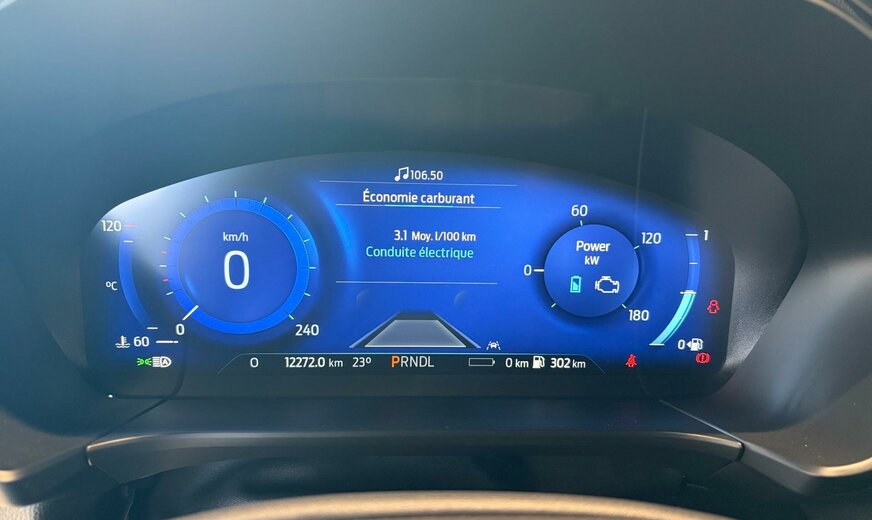 106.50
Économie carburant
3.1 Moy. l/100 km
Conduite électrique
120
°C
60
km/h
0
0
240
60
120
Power
kW
0
180
1
0
O 12272.0 km 23° PRNDL 0 km 302 km